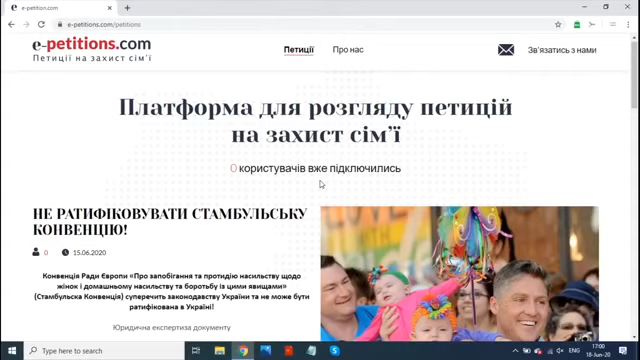 e-petition.com
e-petitions.com/petitions
e-petitions.com
Петиції на захист сім'ї
Петиції
Про нас
Зв'язатись з нами
Платформа для розгляду петицій
на захист сім'ї
0 користувачів вже підключились
НЕ РАТИФІКОВУВАТИ СТАМБУЛЬСЬКУ
КОНВЕНЦІЮ!
0
15.06.2020
Конвенція Ради Європи «Про запобігання та протидію насильству щодо
жінок і домашньому насильству та боротьбу із цими явищами»
(Стамбульська Конвенція) суперечить законодавству України та не може бути
ратифікована в Україні!
Юридична експертиза документу
Type here to search
ENG
17:00
18-Jun-20